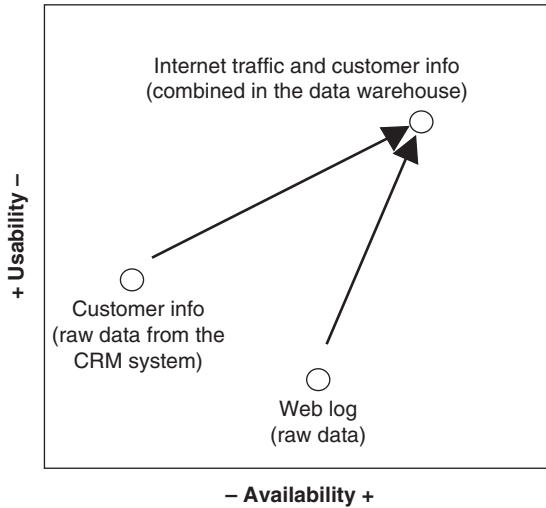 Internet traffic and customer info
(combined in the data warehouse)
+ Usability –
Customer info
(raw data from the
CRM system)
Web log
(raw data)
– Availability +